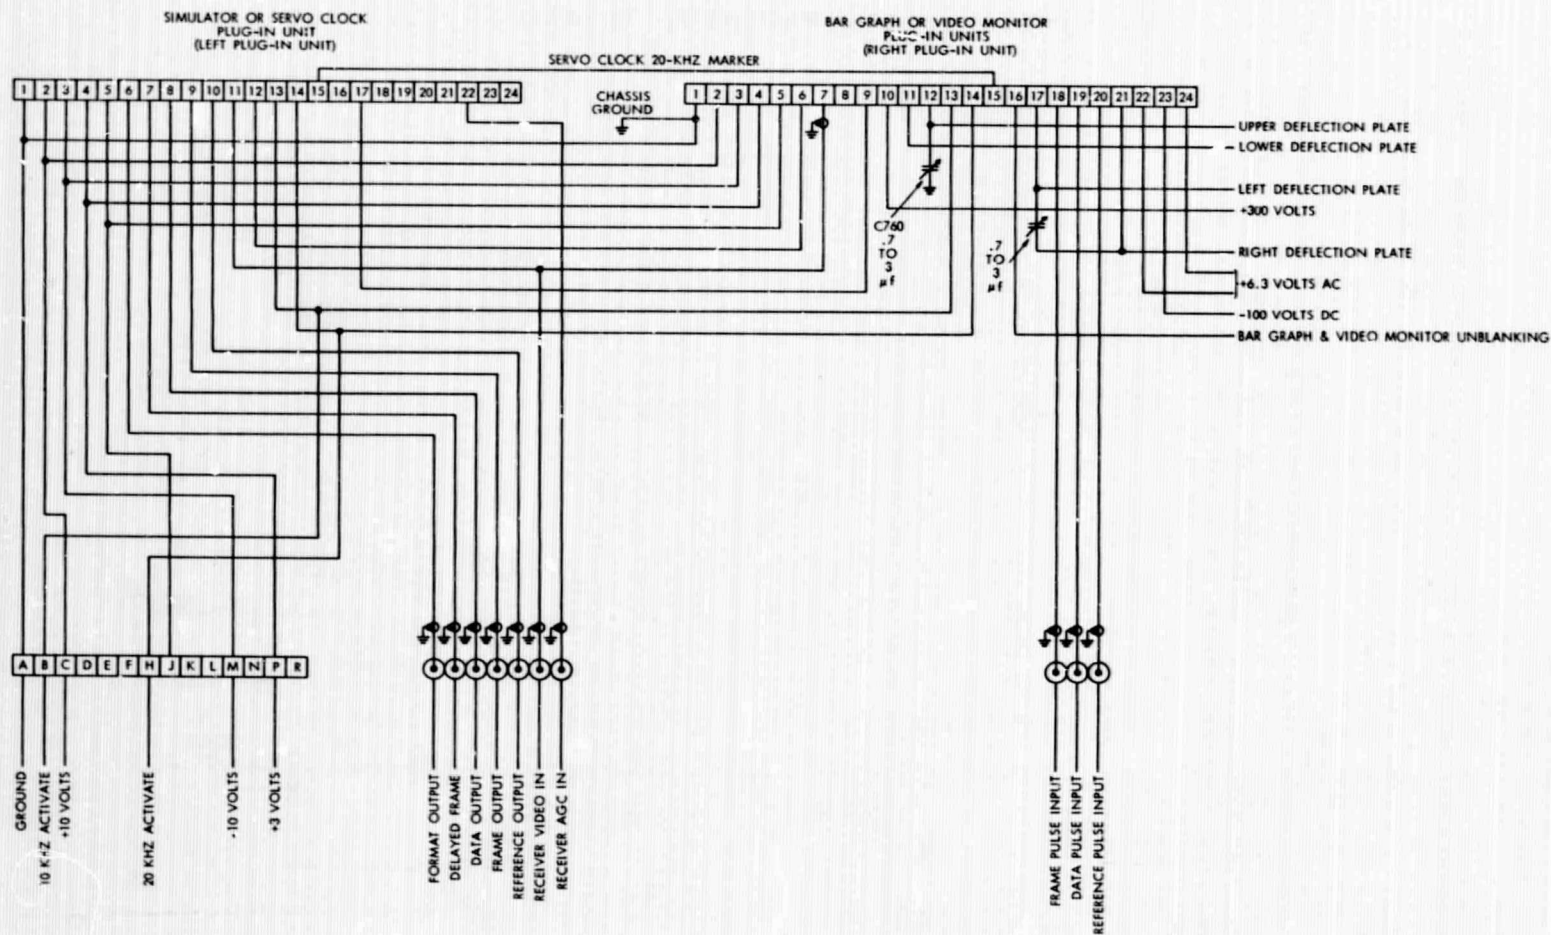 SIMULATOR OR SERVO CLOCK
PLUG-IN UNIT
(LEFT PLUG-IN UNIT)
BAR GRAPH OR VIDEO MONITOR
PLUG-IN UNITS
(RIGHT PLUG-IN UNIT)
SERVO CLOCK 20-KHZ MARKER
1 2 3 4 5 6 7 8 9 10 11 12 13 14 15 16 17 18 19 20 21 22 23 24
CHASSIS
GROUND
1 2 3 4 5 6 7 8 9 10 11 12 13 14 15 16 17 18 19 20 21 22 23 24
UPPER DEFLECTION PLATE
LOWER DEFLECTION PLATE
LEFT DEFLECTION PLATE
+300 VOLTS
RIGHT DEFLECTION PLATE
+6.3 VOLTS AC
-100 VOLTS DC
BAR GRAPH & VIDEO MONITOR UNBLANKING
C760
.7
TO
3
µf
.7
TO
3
µf
A B C D E F H J K L M N P R
GROUND
10 KHZ ACTIVATE
+10 VOLTS
20 KHZ ACTIVATE
-10 VOLTS
+3 VOLTS
FORMAT OUTPUT
DELAYED FRAME
DATA OUTPUT
FRAME OUTPUT
REFERENCE OUTPUT
RECEIVER VIDEO IN
RECEIVER AGC IN
FRAME PULSE INPUT
DATA PULSE INPUT
REFERENCE PULSE INPUT